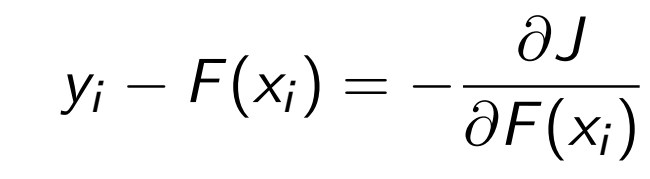 y_i − F(x_i) = − ∂J / ∂F(x_i)